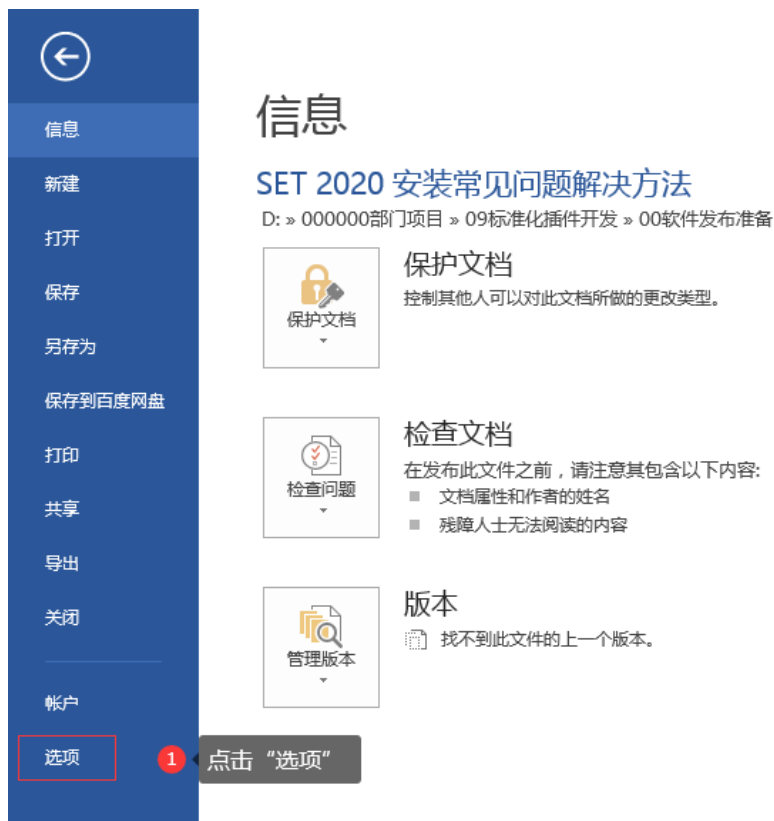 信息
新建
打开
保存
另存为
保存到百度网盘
打印
共享
导出
关闭
帐户
选项
1 点击“选项”
信息
SET 2020 安装常见问题解决方法
D: » 000000部门项目 » 09标准化插件开发 » 00软件发布准备
保护文档
保护文档
控制其他人可以对此文档所做的更改类型。
检查问题
检查文档
在发布此文件之前，请注意其包含以下内容:
文档属性和作者的姓名
残障人士无法阅读的内容
管理版本
版本
找不到此文件的上一个版本。